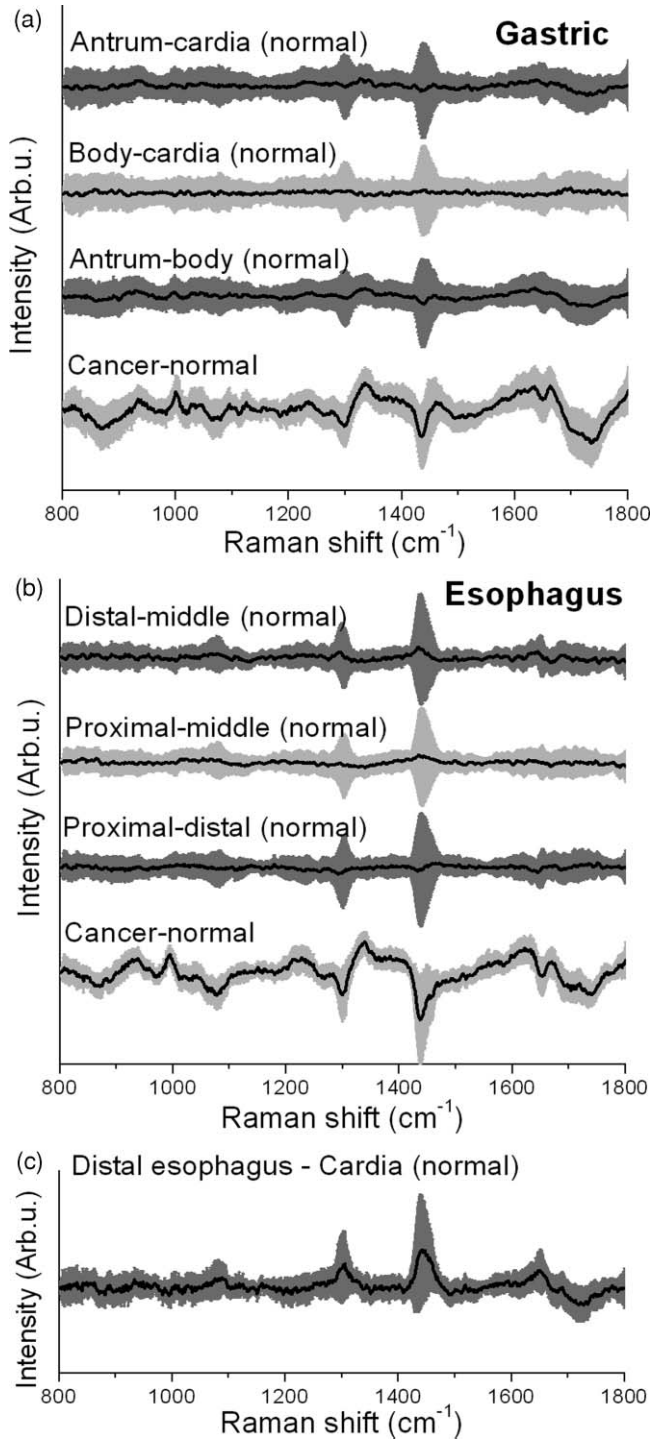 (a)
Antrum-cardia (normal)
Gastric
Body-cardia (normal)
Antrum-body (normal)
Cancer-normal
Intensity (Arb.u.)
800 1000 1200 1400 1600 1800
Raman shift (cm⁻¹)
(b)
Distal-middle (normal)
Esophagus
Proximal-middle (normal)
Proximal-distal (normal)
Cancer-normal
Intensity (Arb.u.)
800 1000 1200 1400 1600 1800
Raman shift (cm⁻¹)
(c)
Distal esophagus - Cardia (normal)
Intensity (Arb.u.)
800 1000 1200 1400 1600 1800
Raman shift (cm⁻¹)